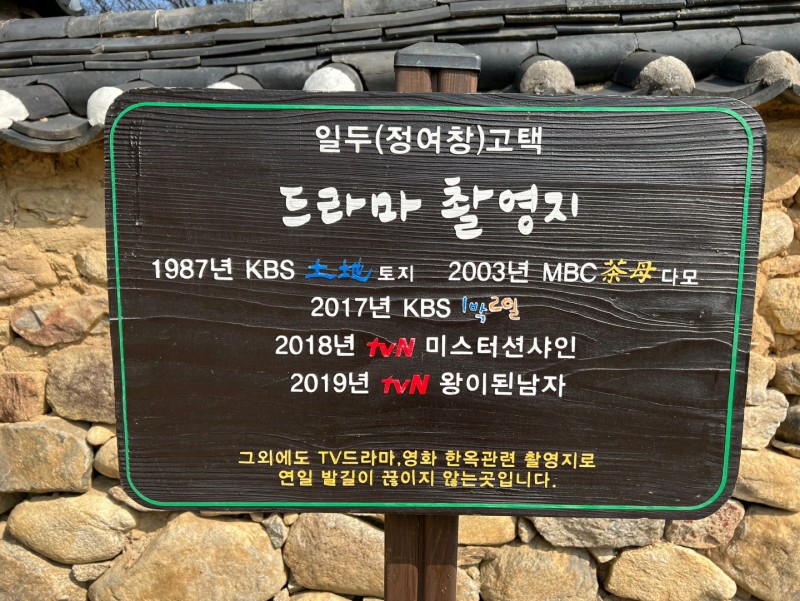 일두(정여창)고택
드라마 촬영지
1987년 KBS 土地 토지 2003년 MBC 茶母 다모
2017년 KBS 1박2일
2018년 tvN 미스터션샤인
2019년 tvN 왕이된남자
그외에도 TV드라마,영화 한옥관련 촬영지로
연일 발길이 끊이지 않는곳입니다.